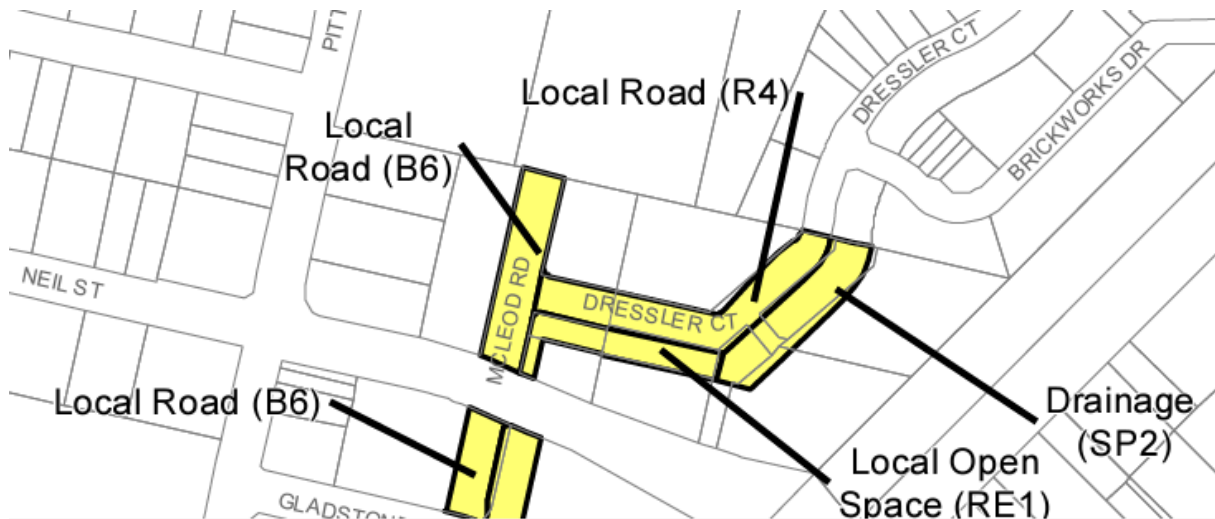 PITT
DRESSLER CT
BRICKWORKS DR
Local Road (R4)
Local
Road (B6)
NEIL ST
MCLEOD RD
DRESSLER CT
Local Road (B6)
Drainage
(SP2)
Local Open
Space (RE1)
GLADSTONE